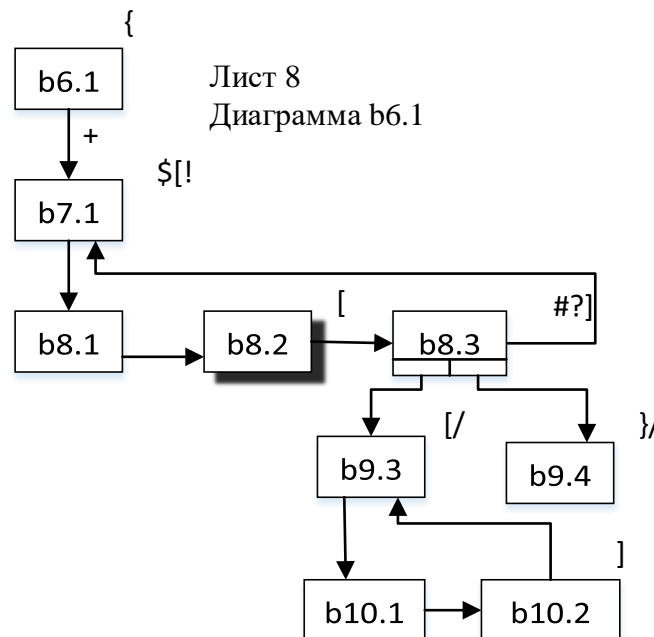 {
b6.1
Лист 8
Диаграмма b6.1
+
$[!
b7.1
[
#?]
b8.1
b8.2
b8.3
[/
}/
b9.3
b9.4
]
b10.1
b10.2